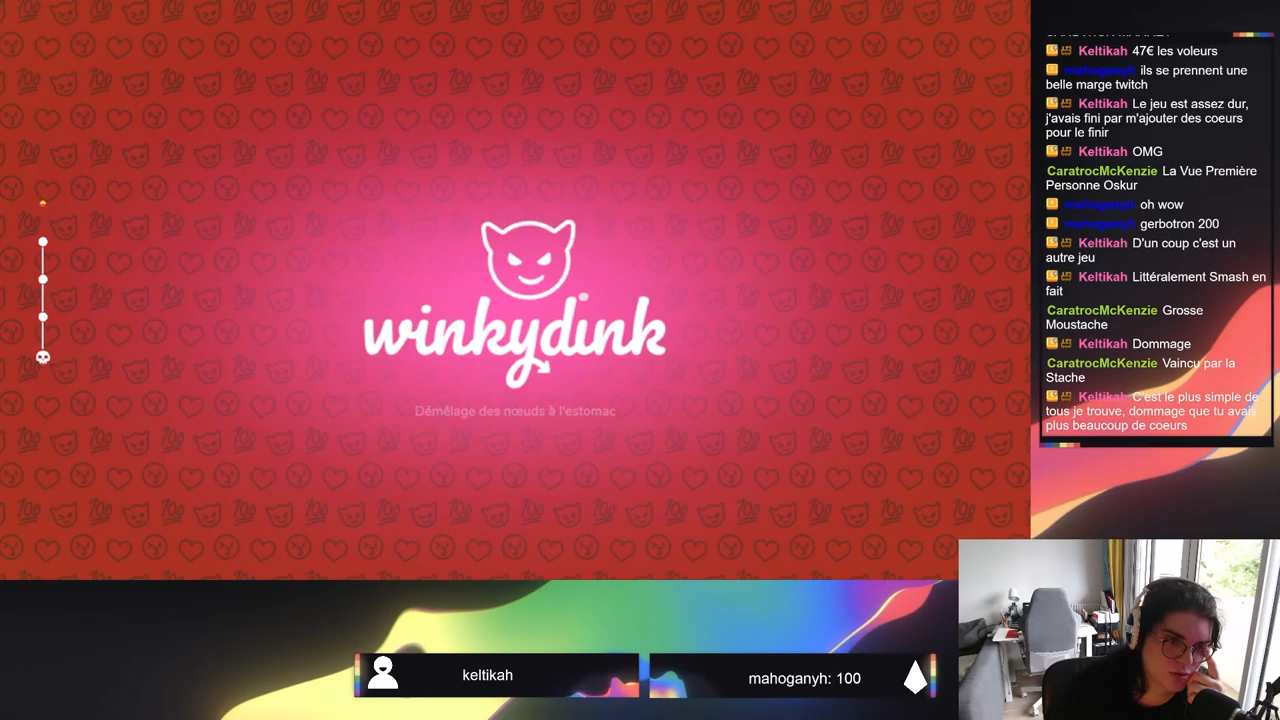 winkydink
Démêlage des nœuds à l'estomac
Keltikah 47€ les voleurs
mahoganyh ils se prennent une
belle marge twitch
Keltikah Le jeu est assez dur,
j'avais fini par m'ajouter des coeurs
pour le finir
Keltikah OMG
CaratrocMcKenzie La Vue Première
Personne Oskur
mahoganyh oh wow
mahoganyh gerbotron 200
Keltikah D'un coup c'est un
autre jeu
Keltikah Littéralement Smash en
fait
CaratrocMcKenzie Grosse
Moustache
Keltikah Dommage
CaratrocMcKenzie Vaincu par la
Stache
Keltikah C'est le plus simple de
tous je trouve, dommage que tu avais
plus beaucoup de coeurs
keltikah
mahoganyh: 100